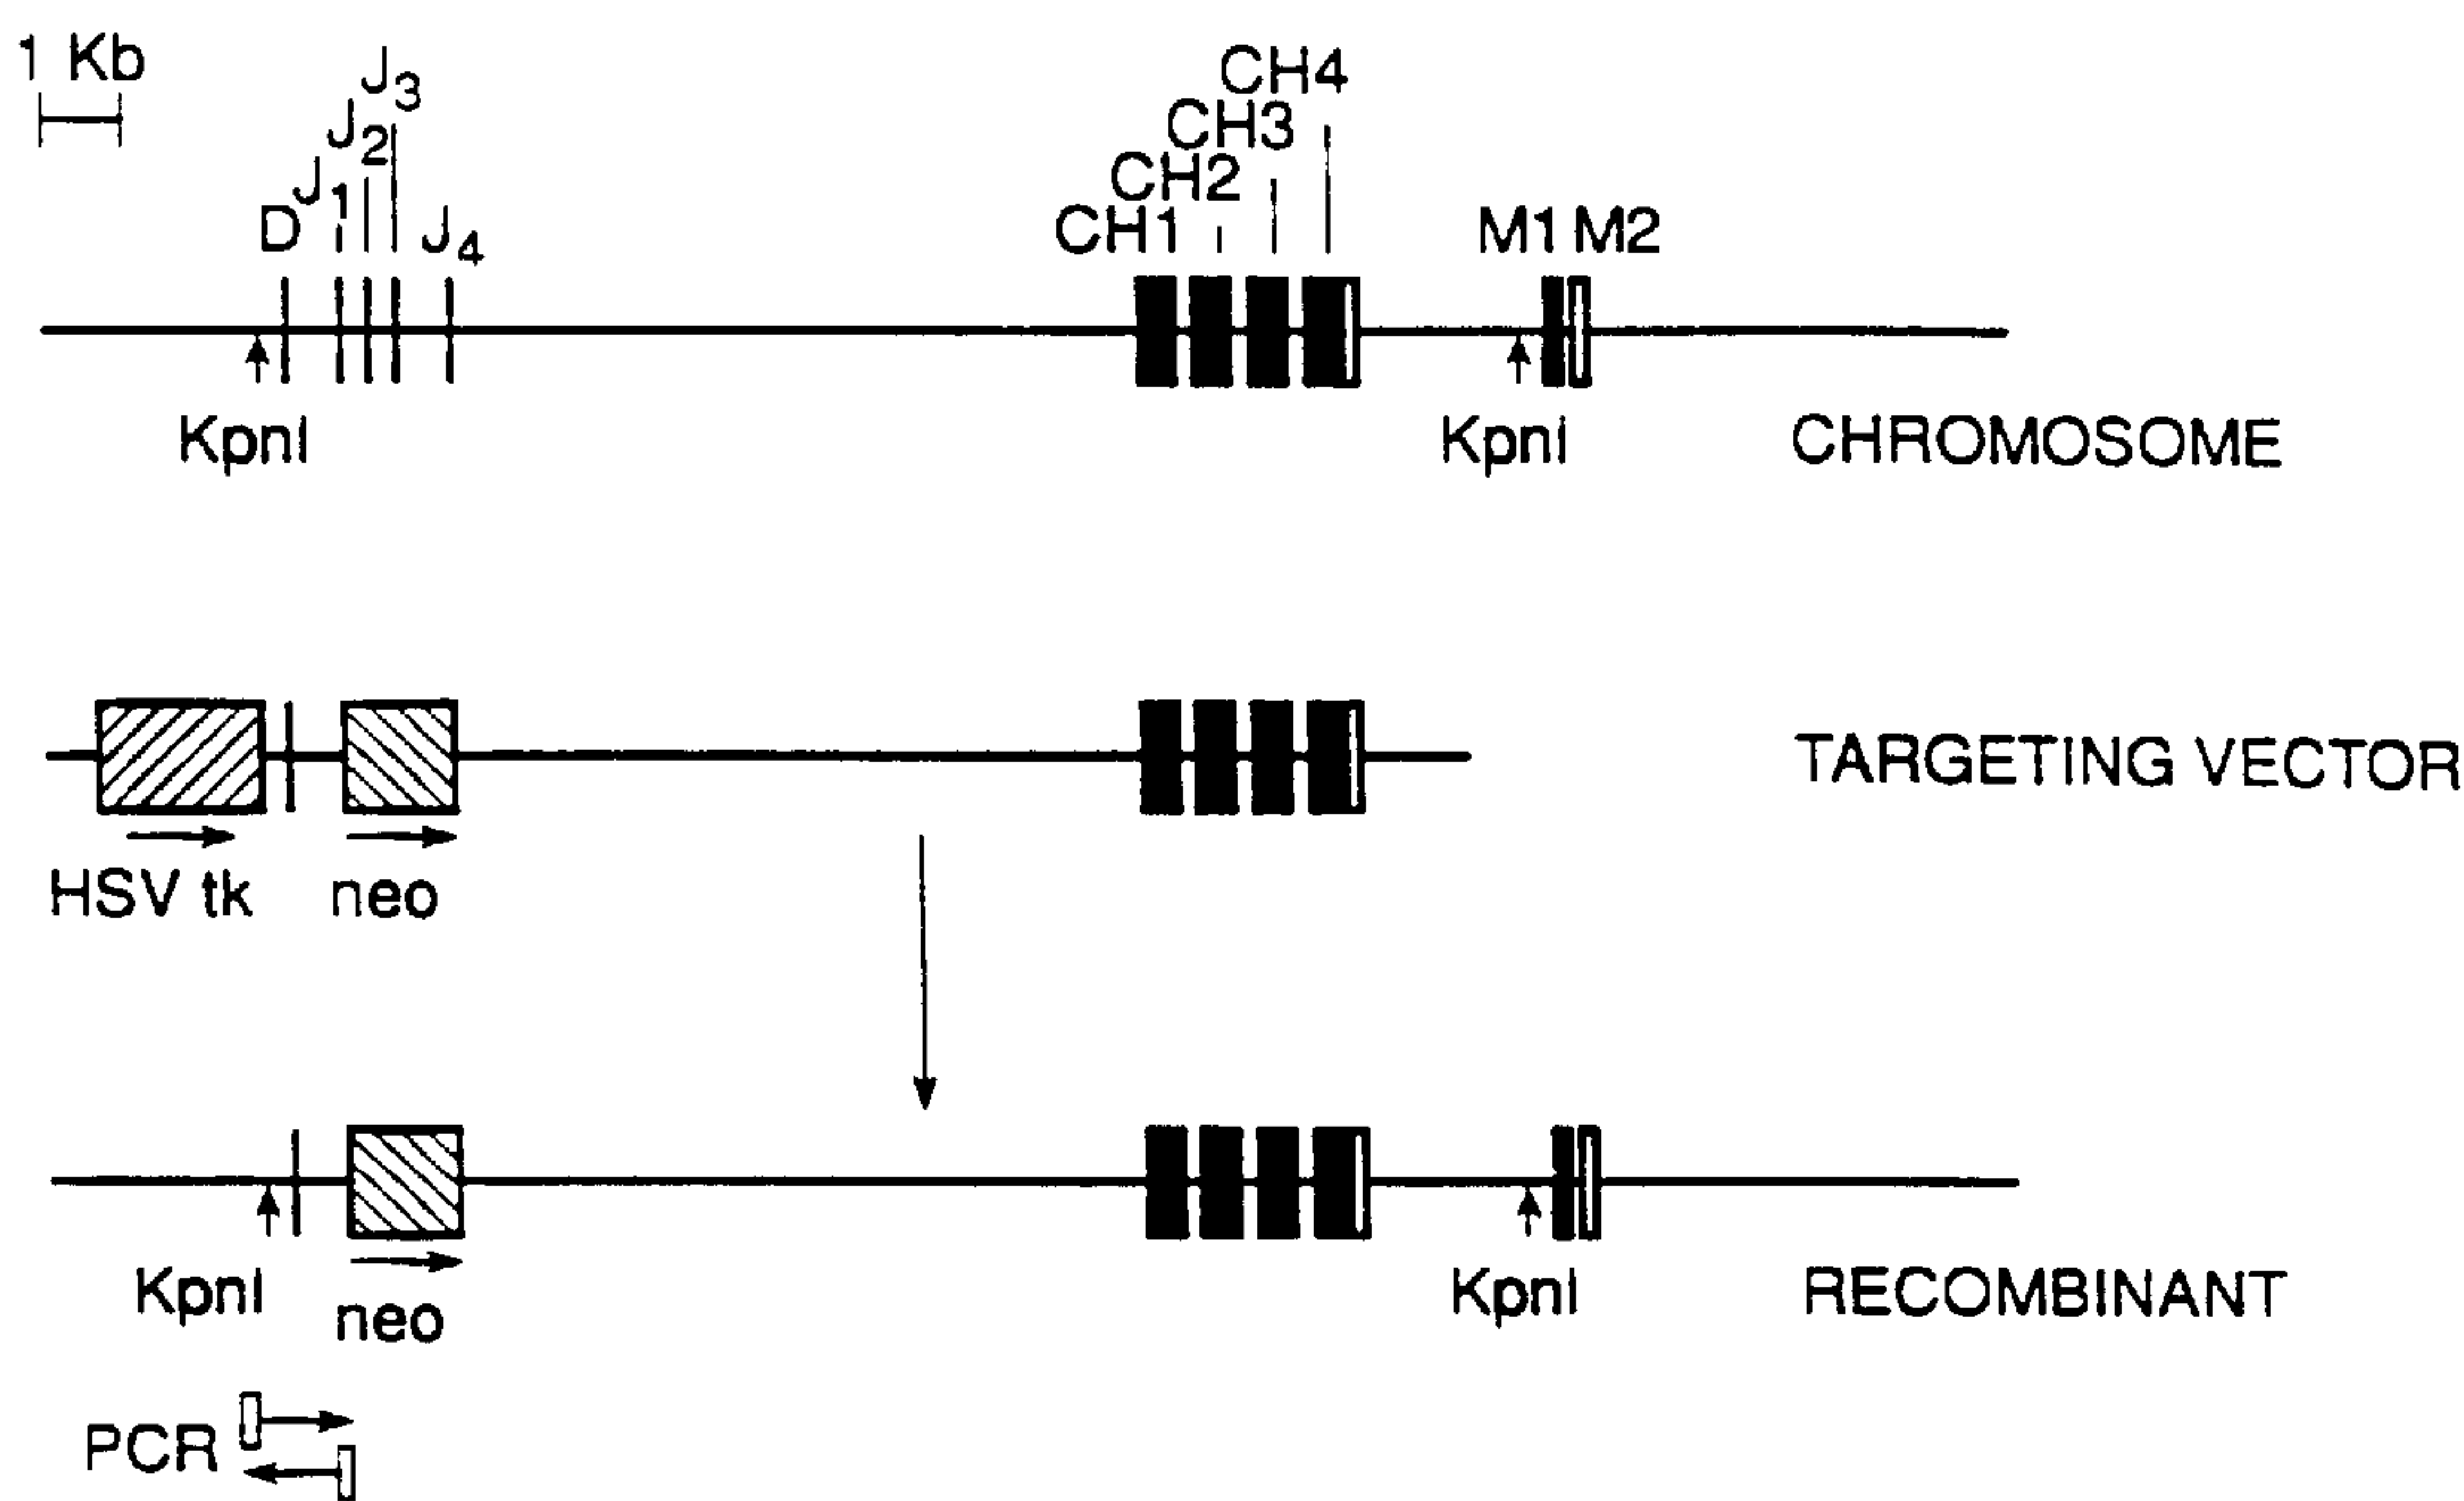 1 Kb
J3
J2
J1
D
J4
CH4
CH3
CH2
CH1
M1 M2
KpnI
KpnI
CHROMOSOME
TARGETING VECTOR
HSV tk
neo
KpnI
neo
KpnI
RECOMBINANT
PCR